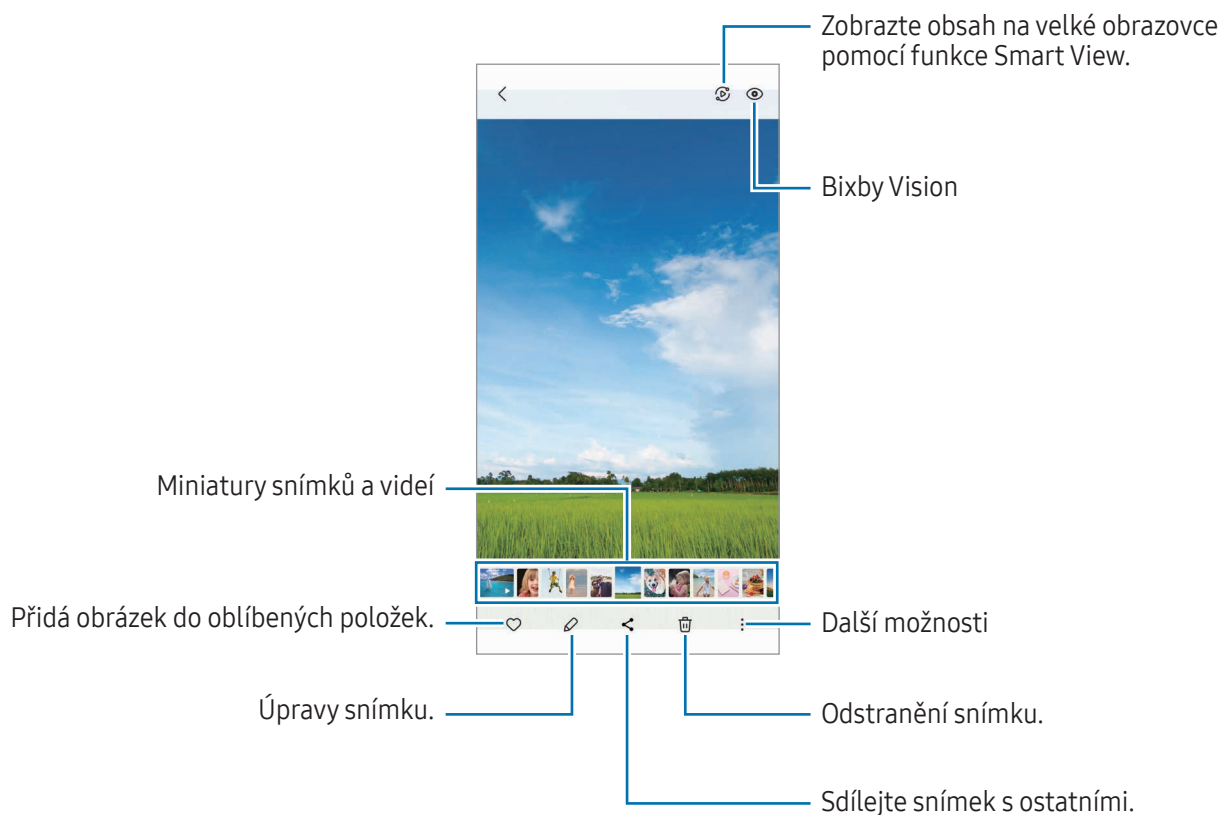 Zobrazte obsah na velké obrazovce
pomocí funkce Smart View.
Bixby Vision
Miniatury snímků a videí
Přidá obrázek do oblíbených položek.
Další možnosti
Úpravy snímku.
Odstranění snímku.
Sdílejte snímek s ostatními.